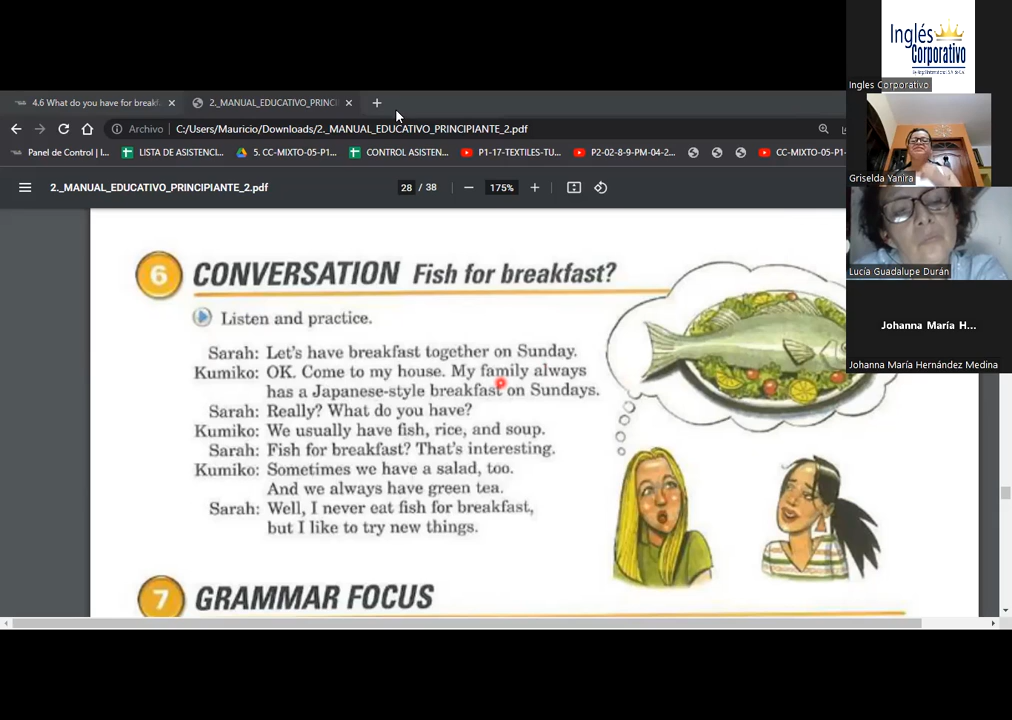 Inglés
Corporativo
Ingles Corporativo
4.6 What do you have for breakf
2._MANUAL_EDUCATIVO_PRINCI
Archivo
C:/Users/Mauricio/Downloads/2._MANUAL_EDUCATIVO_PRINCIPIANTE_2.pdf
Panel de Control | I...
LISTA DE ASISTENCI...
5. CC-MIXTO-05-P1...
CONTROL ASISTEN...
P1-17-TEXTILES-TU...
P2-02-8-9-PM-04-2...
CC-MIXTO-05-P1
Griselda Yanira
2._MANUAL_EDUCATIVO_PRINCIPIANTE_2.pdf
28 / 38
175%
6 CONVERSATION Fish for breakfast?
Listen and practice.
Sarah: Let's have breakfast together on Sunday.
Kumiko: OK. Come to my house. My family always
has a Japanese-style breakfast on Sundays.
Sarah: Really? What do you have?
Kumiko: We usually have fish, rice, and soup.
Sarah: Fish for breakfast? That's interesting.
Kumiko: Sometimes we have a salad, too.
And we always have green tea.
Sarah: Well, I never eat fish for breakfast,
but I like to try new things.
7 GRAMMAR FOCUS
Lucía Guadalupe Durán
Johanna María H...
Johanna María Hernández Medina